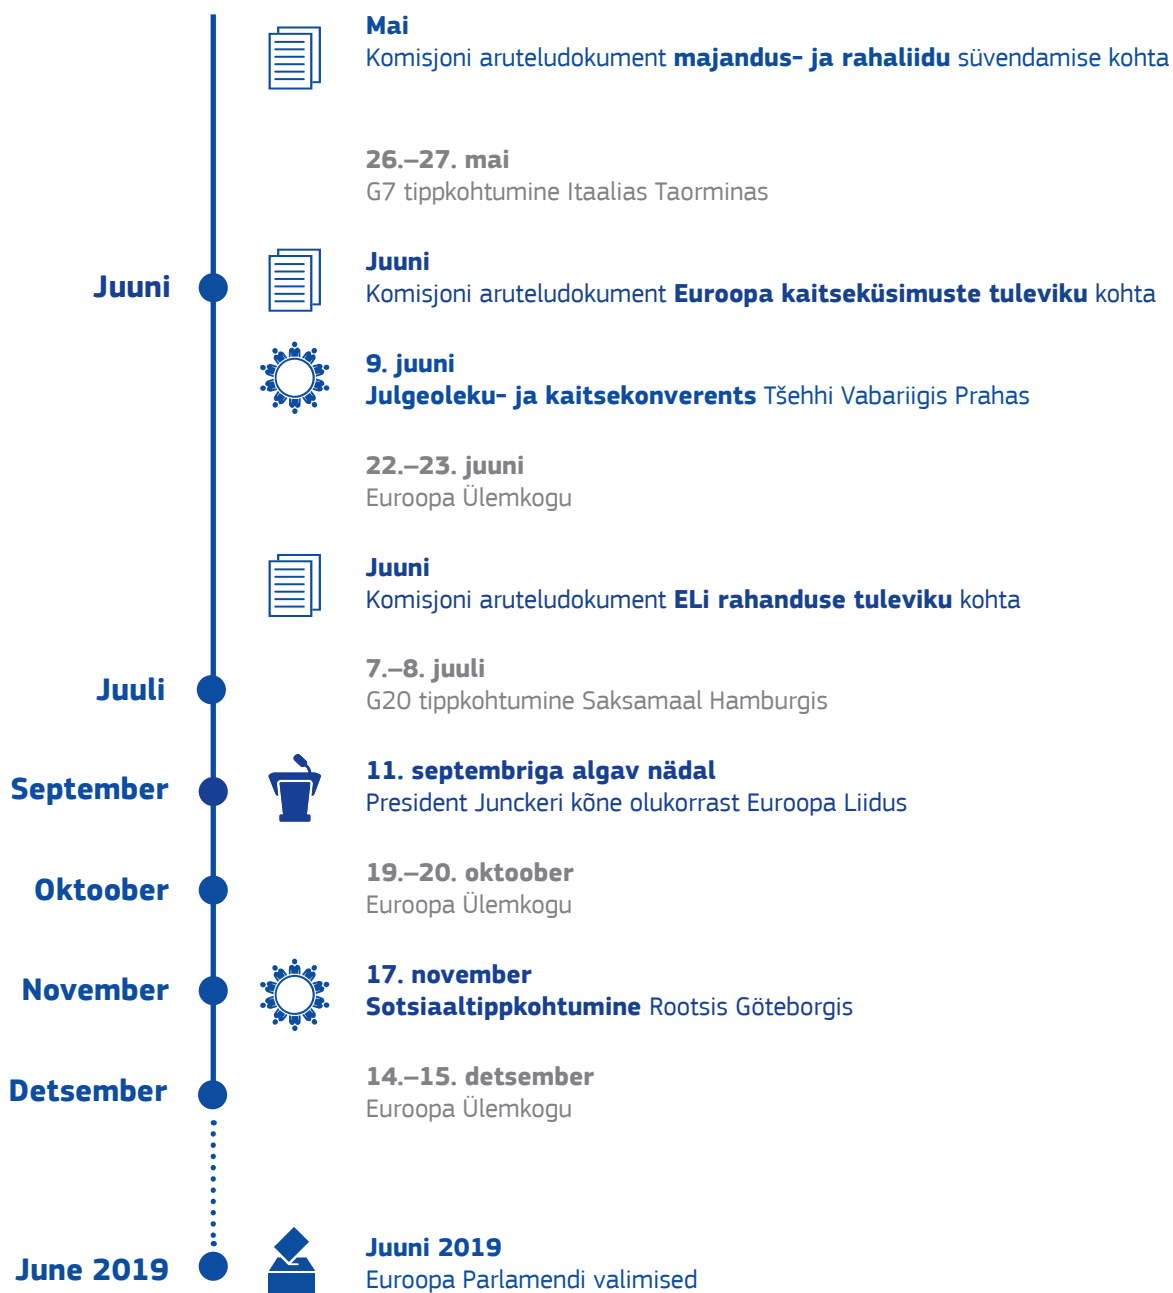 Mai
Komisjoni aruteludokument majandus- ja rahaliidu süvendamise kohta
26.–27. mai
G7 tippkohtumine Itaalias Taorminas
Juuni
Juuni
Komisjoni aruteludokument Euroopa kaitseküsimuste tuleviku kohta
9. juuni
Julgeoleku- ja kaitsekonverents Tšehhi Vabariigis Prahas
22.–23. juuni
Euroopa Ülemkogu
Juuni
Komisjoni aruteludokument ELi rahanduse tuleviku kohta
Juuli
7.–8. juuli
G20 tippkohtumine Saksamaal Hamburgis
September
11. septembriga algav nädal
President Junckeri kõne olukorrast Euroopa Liidus
Oktoober
19.–20. oktoober
Euroopa Ülemkogu
November
17. november
Sotsiaaltippkohtumine Rootsis Göteborgis
Detsember
14.–15. detsember
Euroopa Ülemkogu
June 2019
Juuni 2019
Euroopa Parlamendi valimised